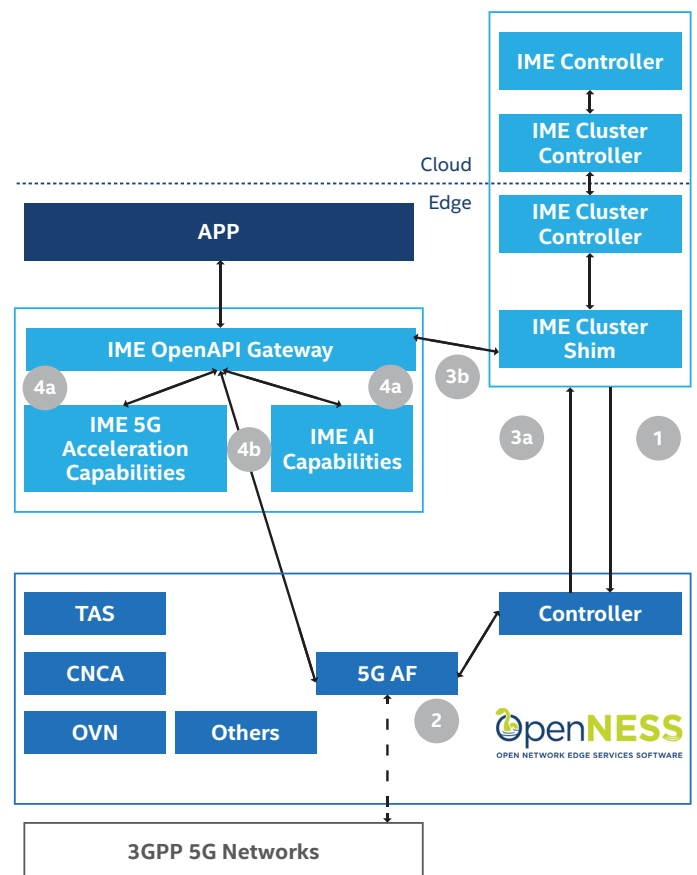 IME Controller
IME Cluster
Controller
Cloud
Edge
IME Cluster
Controller
APP
IME OpenAPI Gateway
IME Cluster
Shim
3b
4a
4a
IME 5G
Acceleration
Capabilities
4b
IME AI
Capabilities
3a
1
TAS
Controller
CNCA
5G AF
2
OVN
Others
OpenNESS
OPEN NETWORK EDGE SERVICES SOFTWARE
3GPP 5G Networks